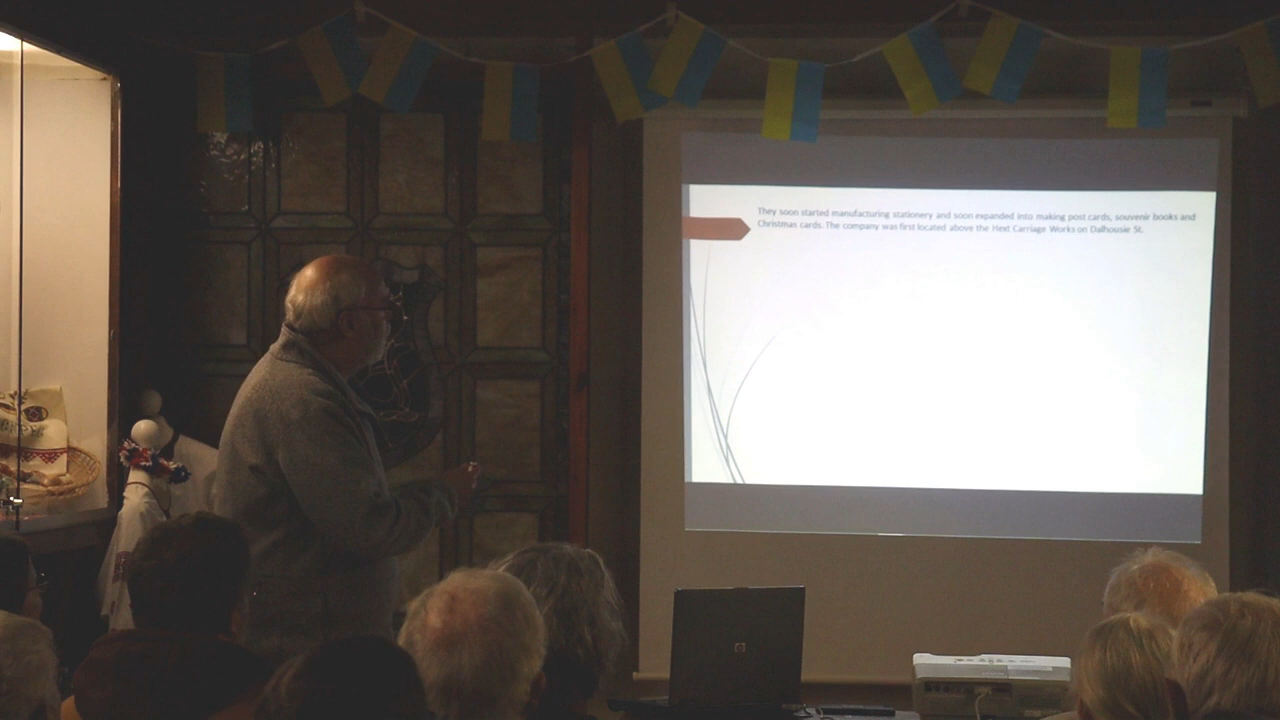 They soon started manufacturing stationery and soon expanded into making post cards, souvenir books and
Christmas cards. The company was first located above the Hext Carriage Works on Dalhousie St.